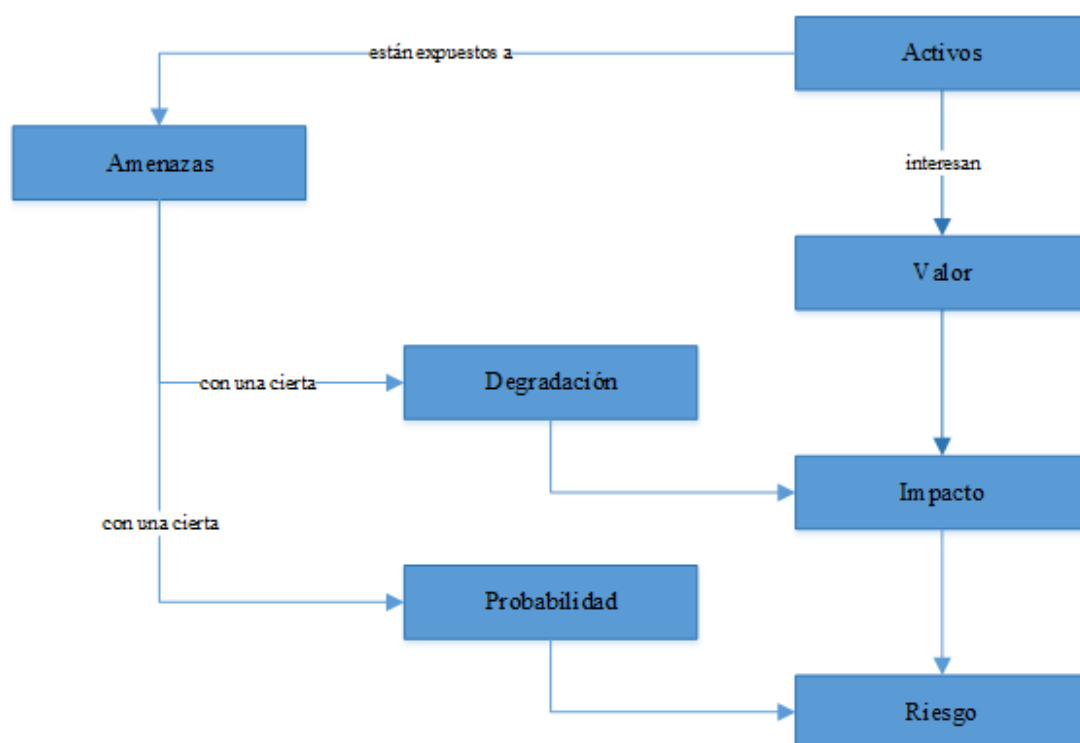 están expuestos a
Activos
Amenazas
interesan
Valor
con una cierta
Degradación
Impacto
con una cierta
Probabilidad
Riesgo